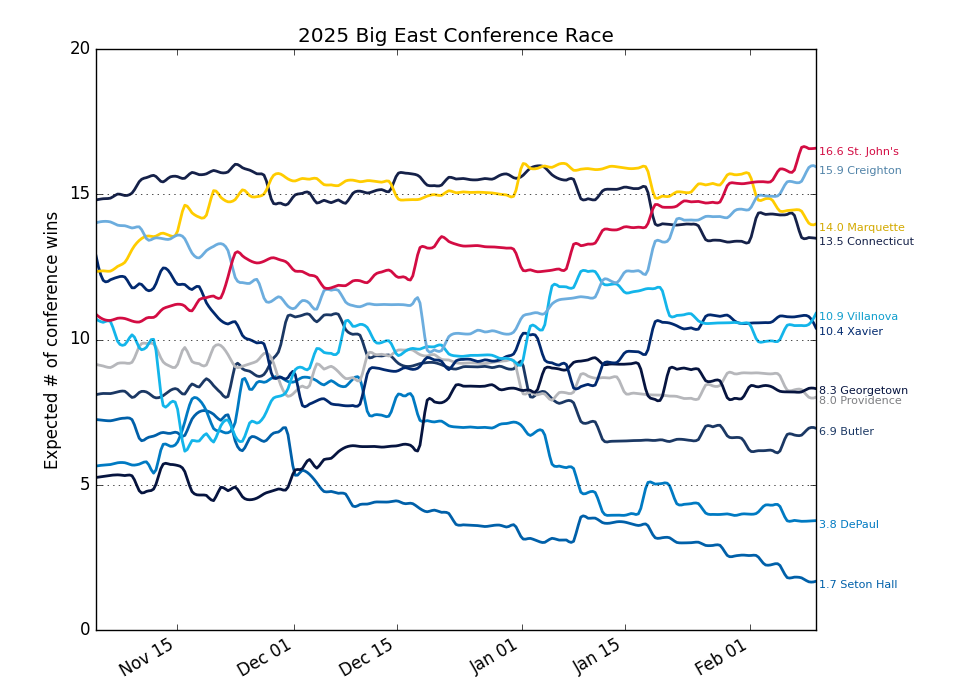 2025 Big East Conference Race
Expected # of conference wins
20
15
10
5
0
Nov 15
Dec 01
Dec 15
Jan 01
Jan 15
Feb 01
16.6 St. John's
15.9 Creighton
14.0 Marquette
13.5 Connecticut
10.9 Villanova
10.4 Xavier
8.3 Georgetown
8.0 Providence
6.9 Butler
3.8 DePaul
1.7 Seton Hall